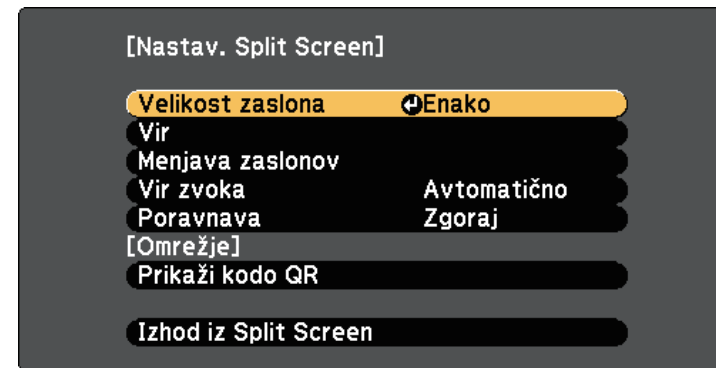 [Nastav. Split Screen]
Velikost zaslona Enako
Vir
Menjava zaslonov
Vir zvoka Avtomatično
Poravnava Zgoraj
[Omrežje]
Prikaži kodo QR
Izhod iz Split Screen